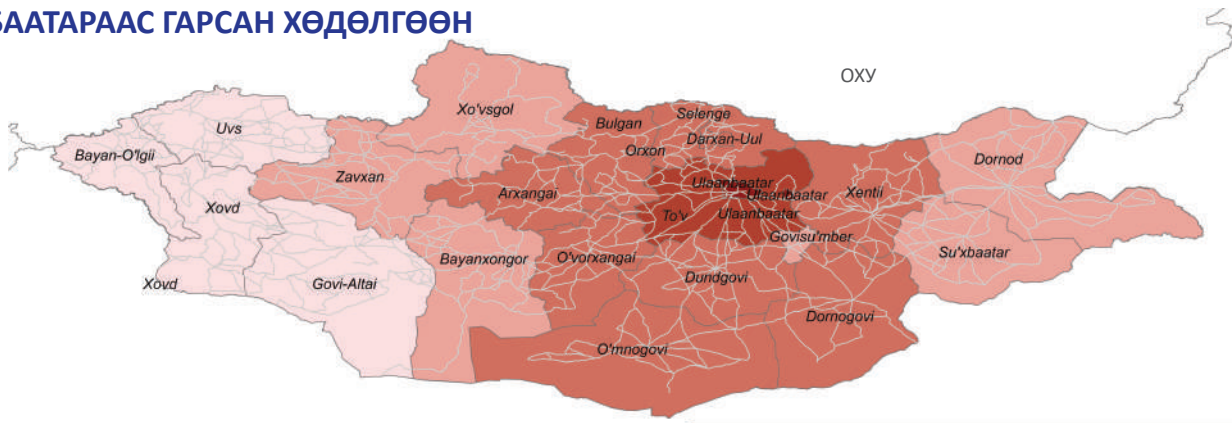 БААТАРААС ГАРСАН ХӨДӨЛГӨӨН
ОХУ
Xo'vsgol
Uvs
Bulgan
Selenge
Bayan-O'lgii
Orxon
Darxan-Uul
Dornod
Zavxan
Arxangai
Ulaanbaatar
Ulaanbaatar
Xentii
Xovd
To'v
Ulaanbaatar
Govisu'mber
Su'xbaatar
Bayanxongor
O'vorxangai
Dundgovi
Xovd
Govi-Altai
Dornogovi
O'mnogovi